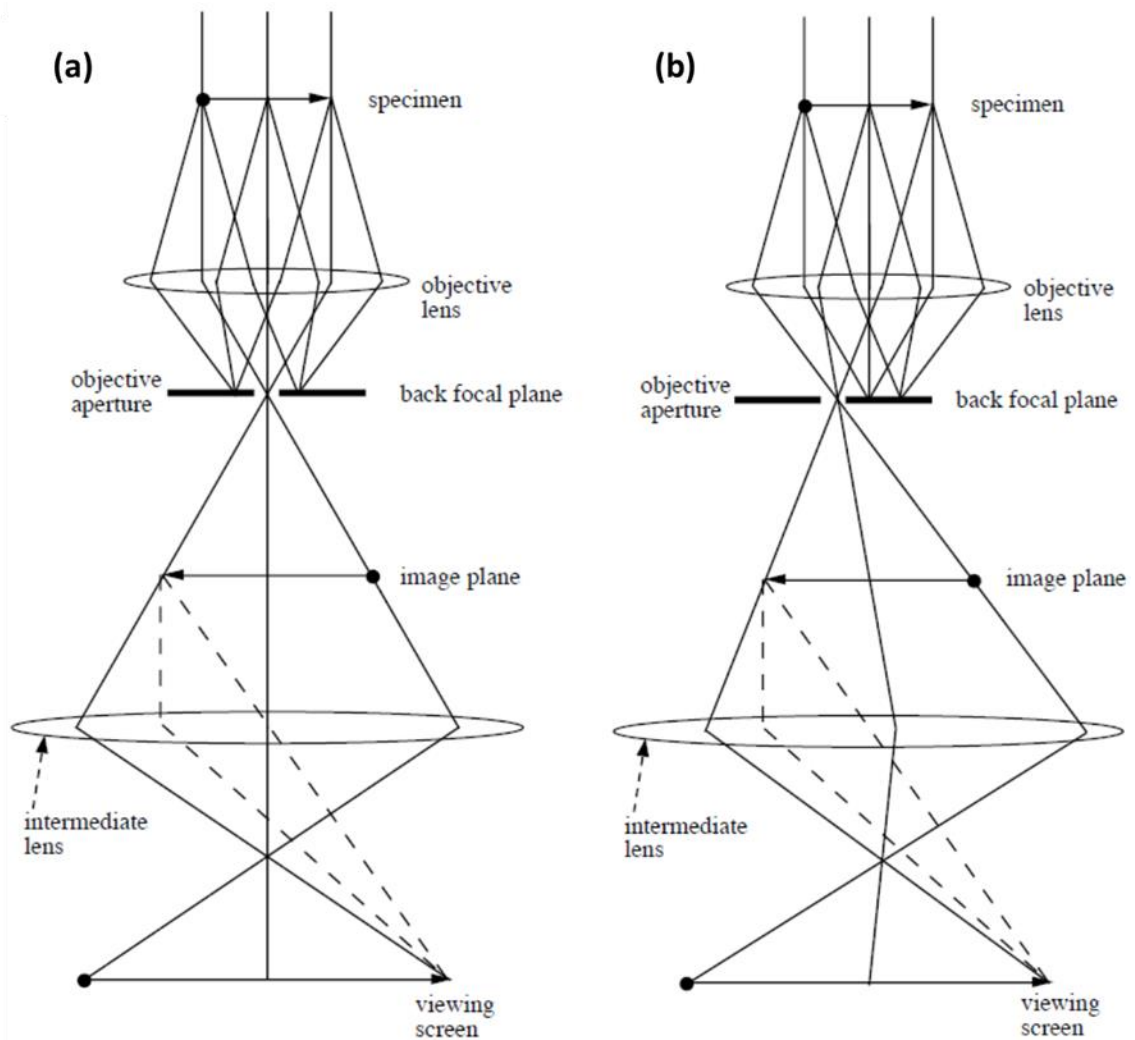 (a)
specimen
objective
lens
objective
aperture
back focal plane
image plane
intermediate
lens
viewing
screen
(b)
specimen
objective
lens
objective
aperture
back focal plane
image plane
intermediate
lens
viewing
screen